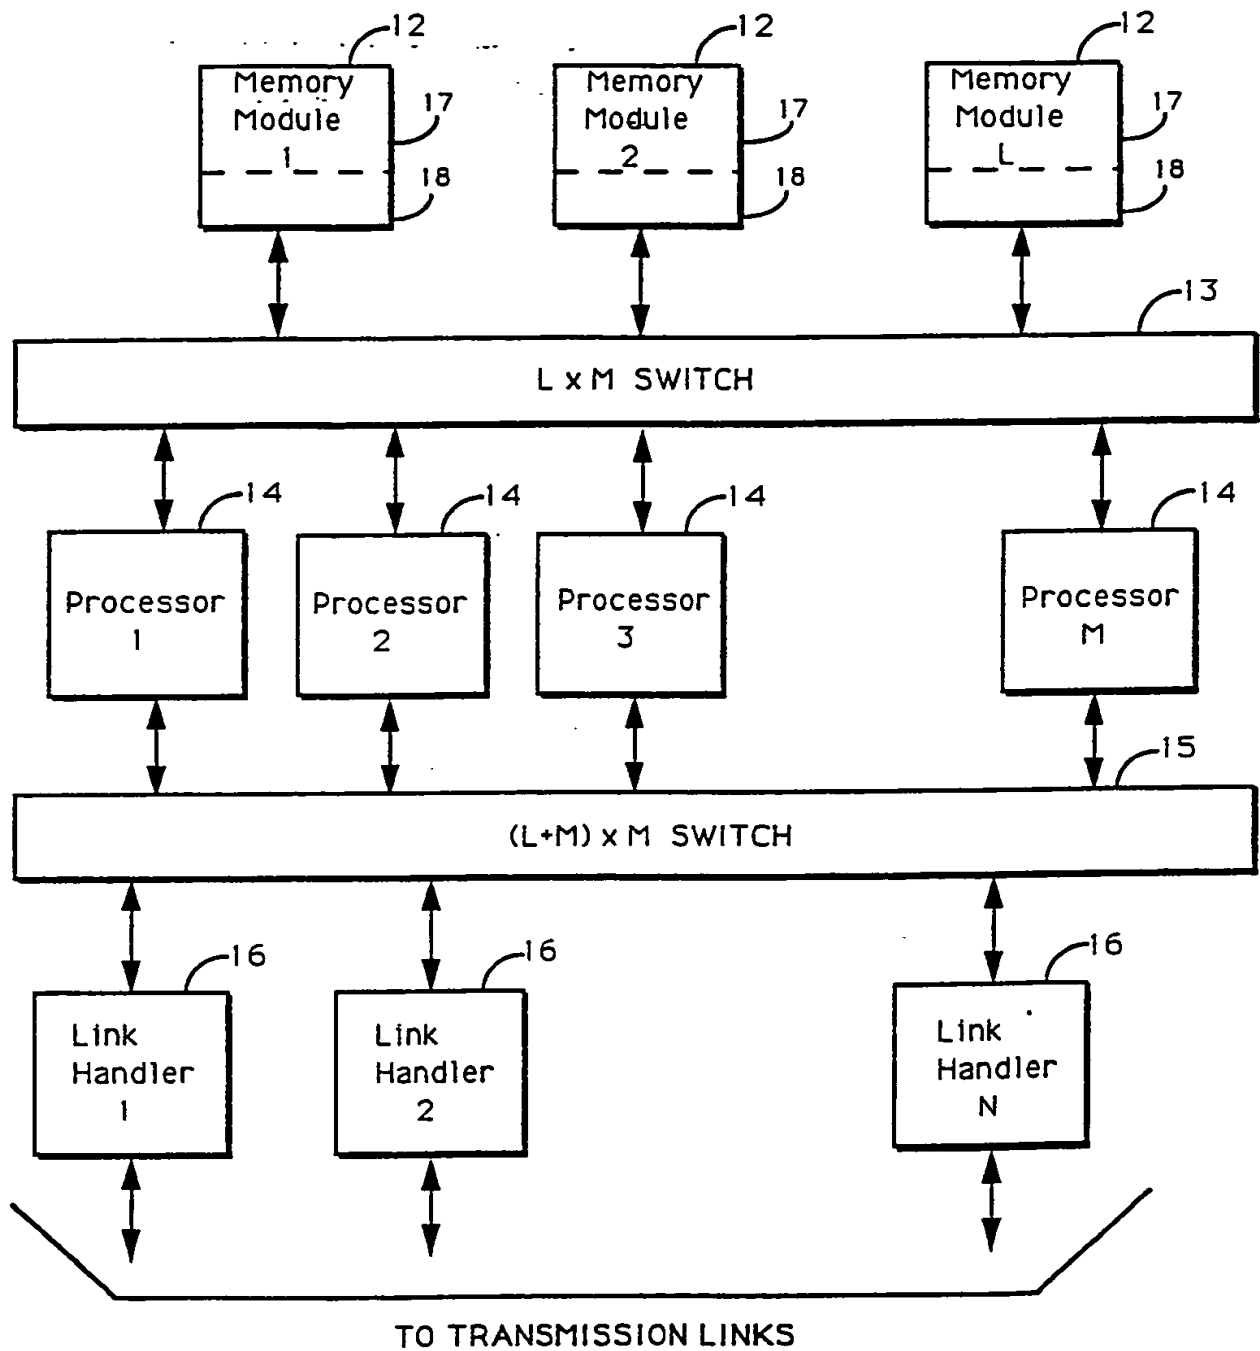 12 12 12
Memory Module 1
17
18
Memory Module 2
17
18
Memory Module L
17
18
13
L x M SWITCH
14 14 14 14
Processor 1
Processor 2
Processor 3
Processor M
15
(L+M) x M SWITCH
16 16 16
Link Handler 1
Link Handler 2
Link Handler N
TO TRANSMISSION LINKS